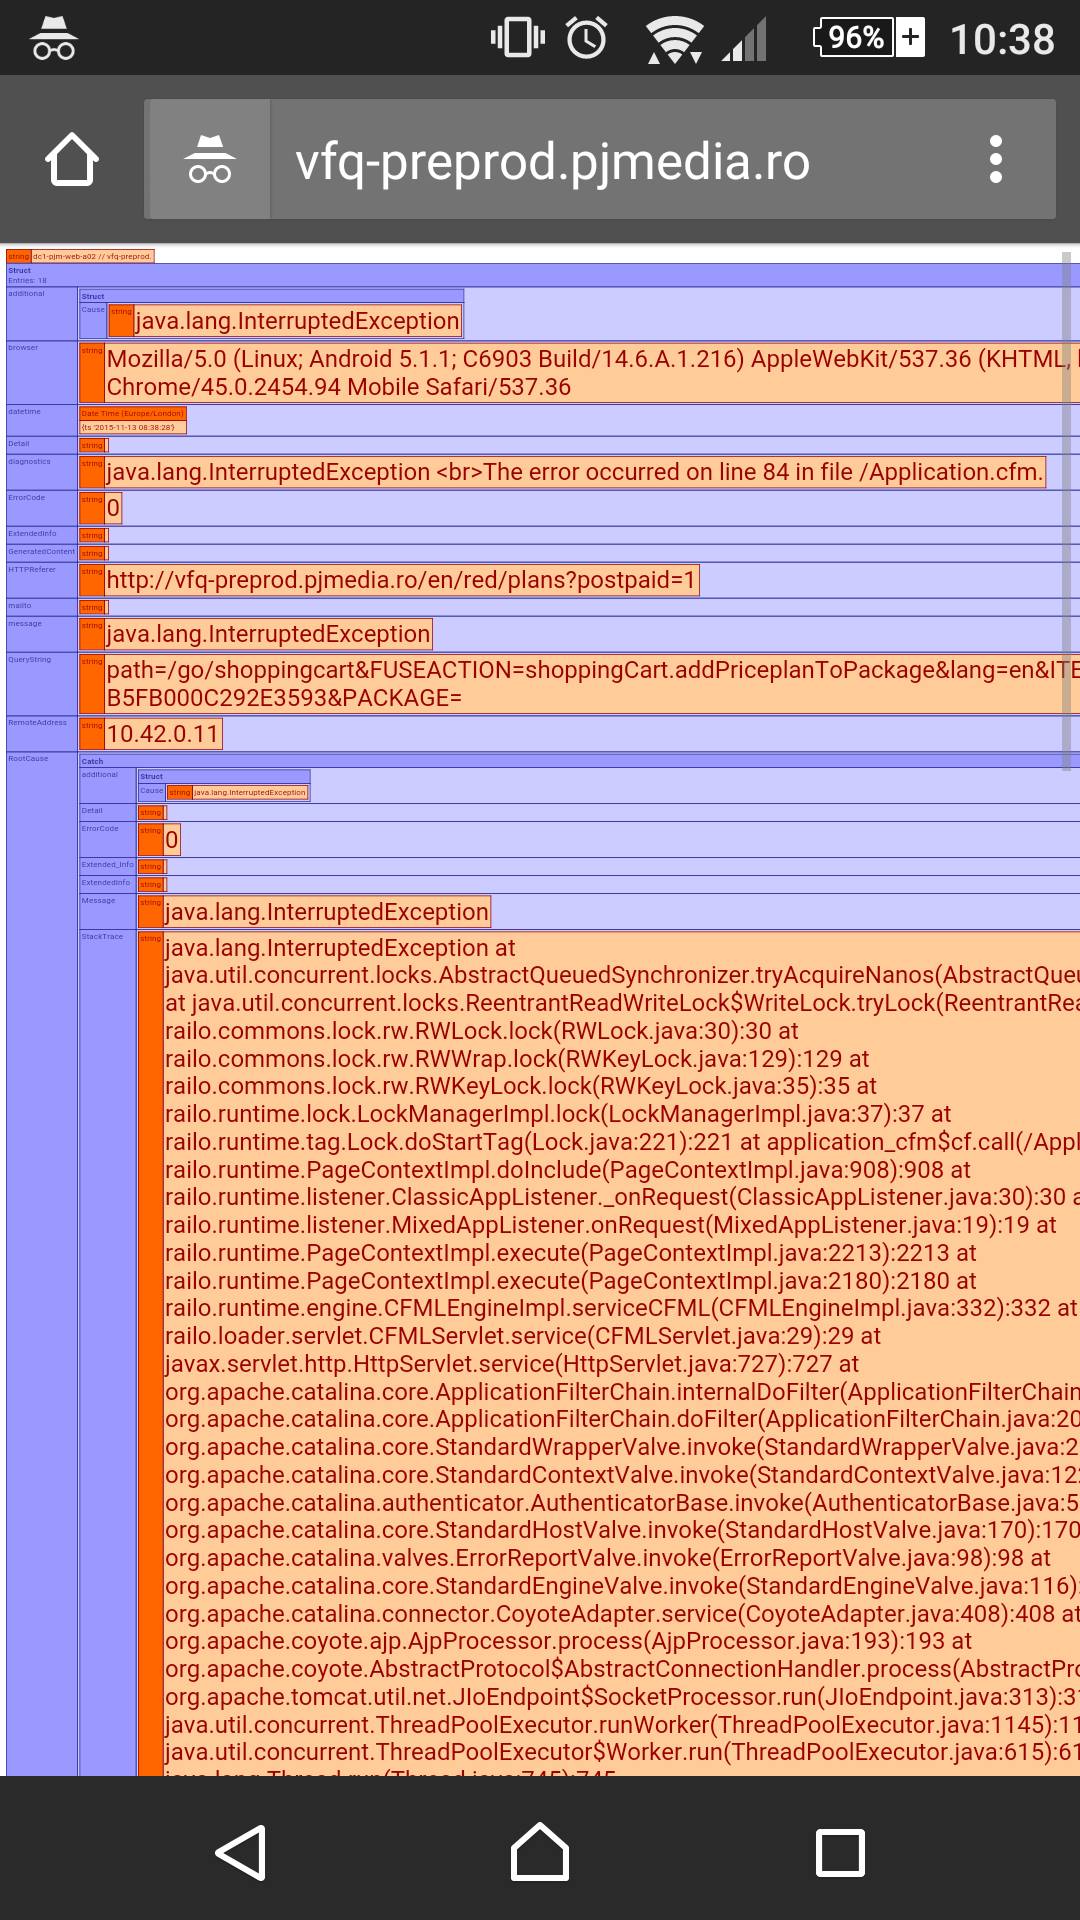 96%
10:38
vfq-preprod.pjmedia.ro
string dc1-pjm-web-a02 // vfq-preprod.
Struct
Entries: 18
additional
Struct
Cause string java.lang.InterruptedException
browser string Mozilla/5.0 (Linux; Android 5.1.1; C6903 Build/14.6.A.1.216) AppleWebKit/537.36 (KHTML,
Chrome/45.0.2454.94 Mobile Safari/537.36
datetime Date Time (Europe/London)
{ts '2015-11-13 08:38:28'}
Detail string
diagnostics string java.lang.InterruptedException <br>The error occurred on line 84 in file /Application.cfm.
ErrorCode string 0
ExtendedInfo string
GeneratedContent string
HTTPReferer string http://vfq-preprod.pjmedia.ro/en/red/plans?postpaid=1
mailto string
message string java.lang.InterruptedException
QueryString string path=/go/shoppingcart&FUSEACTION=shoppingCart.addPriceplanToPackage&lang=en&ITE
B5FB000C292E3593&PACKAGE=
RemoteAddress string 10.42.0.11
RootCause Catch
additional Struct
Cause string java.lang.InterruptedException
Detail string
ErrorCode string 0
Extended_Info string
ExtendedInfo string
Message string java.lang.InterruptedException
StackTrace string java.lang.InterruptedException at
java.util.concurrent.locks.AbstractQueuedSynchronizer.tryAcquireNanos(AbstractQueu
at java.util.concurrent.locks.ReentrantReadWriteLock$WriteLock.tryLock(ReentrantRea
railo.commons.lock.rw.RWLock.lock(RWLock.java:30):30 at
railo.commons.lock.rw.RWWrap.lock(RWKeyLock.java:129):129 at
railo.commons.lock.rw.RWKeyLock.lock(RWKeyLock.java:35):35 at
railo.runtime.lock.LockManagerImpl.lock(LockManagerImpl.java:37):37 at
railo.runtime.tag.Lock.doStartTag(Lock.java:221):221 at application_cfm$cf.call(/Appl
railo.runtime.PageContextImpl.doInclude(PageContextImpl.java:908):908 at
railo.runtime.listener.ClassicAppListener._onRequest(ClassicAppListener.java:30):30 a
railo.runtime.listener.MixedAppListener.onRequest(MixedAppListener.java:19):19 at
railo.runtime.PageContextImpl.execute(PageContextImpl.java:2213):2213 at
railo.runtime.PageContextImpl.execute(PageContextImpl.java:2180):2180 at
railo.runtime.engine.CFMLEngineImpl.serviceCFML(CFMLEngineImpl.java:332):332 at
railo.loader.servlet.CFMLServlet.service(CFMLServlet.java:29):29 at
javax.servlet.http.HttpServlet.service(HttpServlet.java:727):727 at
org.apache.catalina.core.ApplicationFilterChain.internalDoFilter(ApplicationFilterChain
org.apache.catalina.core.ApplicationFilterChain.doFilter(ApplicationFilterChain.java:20
org.apache.catalina.core.StandardWrapperValve.invoke(StandardWrapperValve.java:2
org.apache.catalina.core.StandardContextValve.invoke(StandardContextValve.java:12
org.apache.catalina.authenticator.AuthenticatorBase.invoke(AuthenticatorBase.java:5
org.apache.catalina.core.StandardHostValve.invoke(StandardHostValve.java:170):170
org.apache.catalina.valves.ErrorReportValve.invoke(ErrorReportValve.java:98):98 at
org.apache.catalina.core.StandardEngineValve.invoke(StandardEngineValve.java:116):
org.apache.catalina.connector.CoyoteAdapter.service(CoyoteAdapter.java:408):408 at
org.apache.coyote.ajp.AjpProcessor.process(AjpProcessor.java:193):193 at
org.apache.coyote.AbstractProtocol$AbstractConnectionHandler.process(AbstractPro
org.apache.tomcat.util.net.JIoEndpoint$SocketProcessor.run(JIoEndpoint.java:313):31
java.util.concurrent.ThreadPoolExecutor.runWorker(ThreadPoolExecutor.java:1145):11
java.util.concurrent.ThreadPoolExecutor$Worker.run(ThreadPoolExecutor.java:615):61
java.lang.Thread.run(Thread.java:745):745